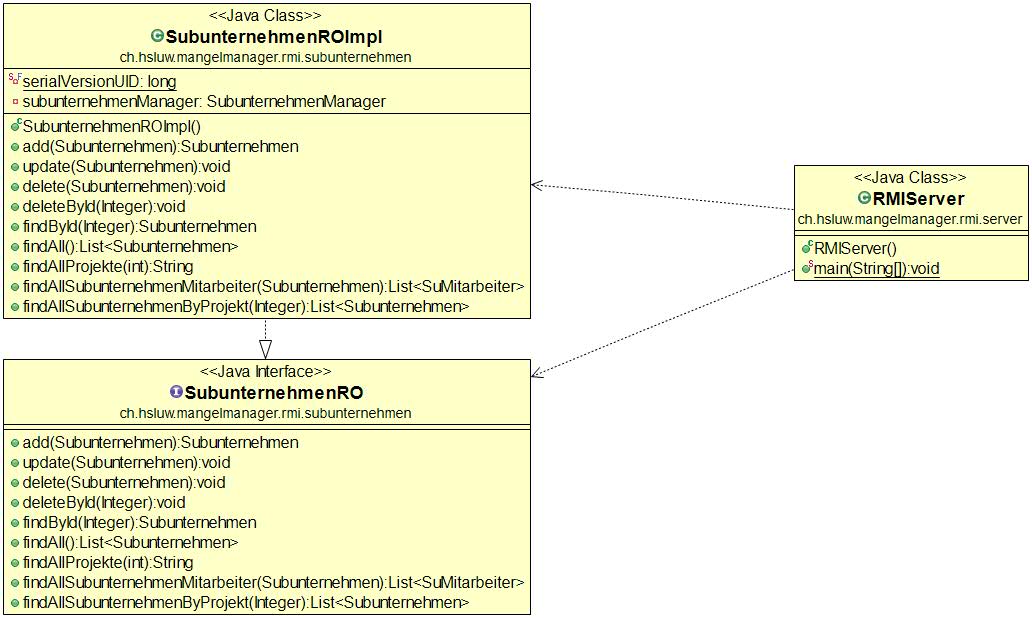 <<Java Class>>
SubunternehmenROImpl
ch.hsluw.mangelmanager.rmi.subunternehmen
serialVersionUID: long
subunternehmenManager: SubunternehmenManager
SubunternehmenROImpl()
add(Subunternehmen):Subunternehmen
update(Subunternehmen):void
delete(Subunternehmen):void
deleteById(Integer):void
findById(Integer):Subunternehmen
findAll():List<Subunternehmen>
findAllProjekte(int):String
findAllSubunternehmenMitarbeiter(Subunternehmen):List<SuMitarbeiter>
findAllSubunternehmenByProjekt(Integer):List<Subunternehmen>
<<Java Interface>>
SubunternehmenRO
ch.hsluw.mangelmanager.rmi.subunternehmen
add(Subunternehmen):Subunternehmen
update(Subunternehmen):void
delete(Subunternehmen):void
deleteById(Integer):void
findById(Integer):Subunternehmen
findAll():List<Subunternehmen>
findAllProjekte(int):String
findAllSubunternehmenMitarbeiter(Subunternehmen):List<SuMitarbeiter>
findAllSubunternehmenByProjekt(Integer):List<Subunternehmen>
<<Java Class>>
RMIServer
ch.hsluw.mangelmanager.rmi.server
RMIServer()
main(String[]):void